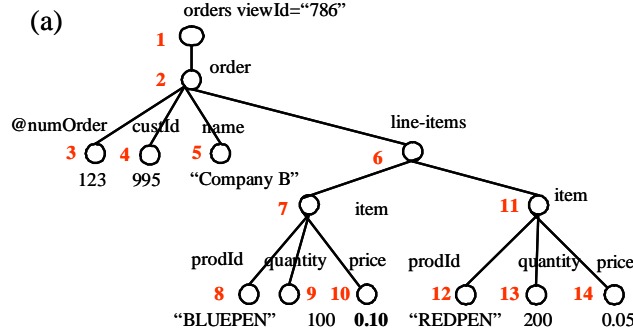 (a)
orders viewId=“786”
1
2 order
@numOrder custId name line-items
3 4 5 6
123 995 “Company B”
7 item 11 item
prodId quantity price prodId quantity price
8 9 10 12 13 14
“BLUEPEN” 100 0.10 “REDPEN” 200 0.05